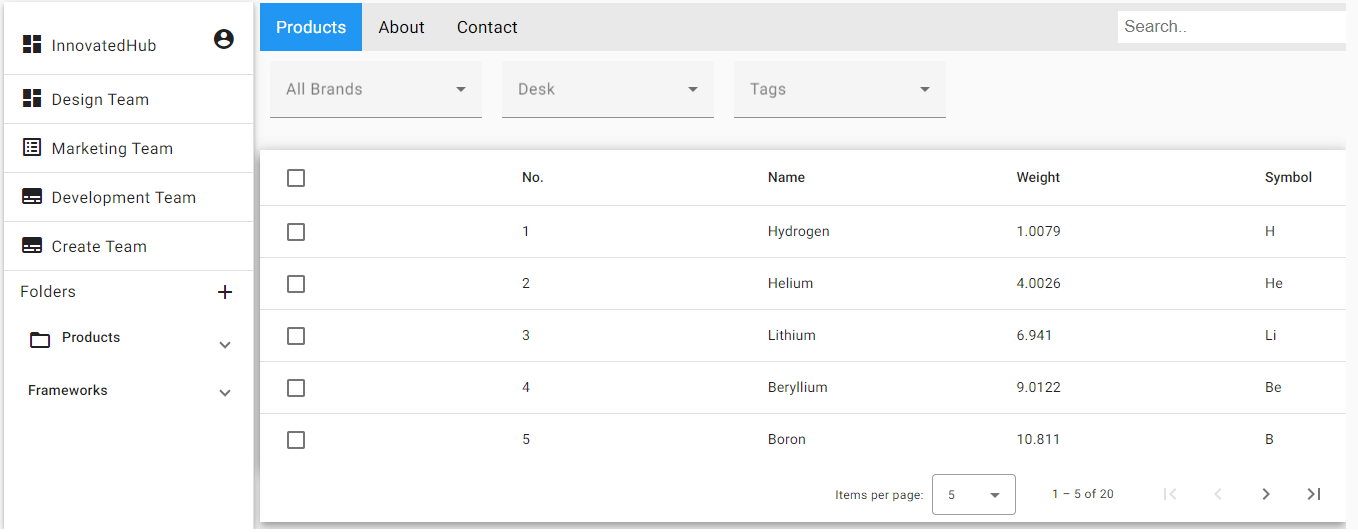 InnovatedHub
Design Team
Marketing Team
Development Team
Create Team
Folders
Products
Frameworks
Products About Contact Search..
All Brands Desk Tags
No. Name Weight Symbol
1 Hydrogen 1.0079 H
2 Helium 4.0026 He
3 Lithium 6.941 Li
4 Beryllium 9.0122 Be
5 Boron 10.811 B
Items per page: 5 1 – 5 of 20